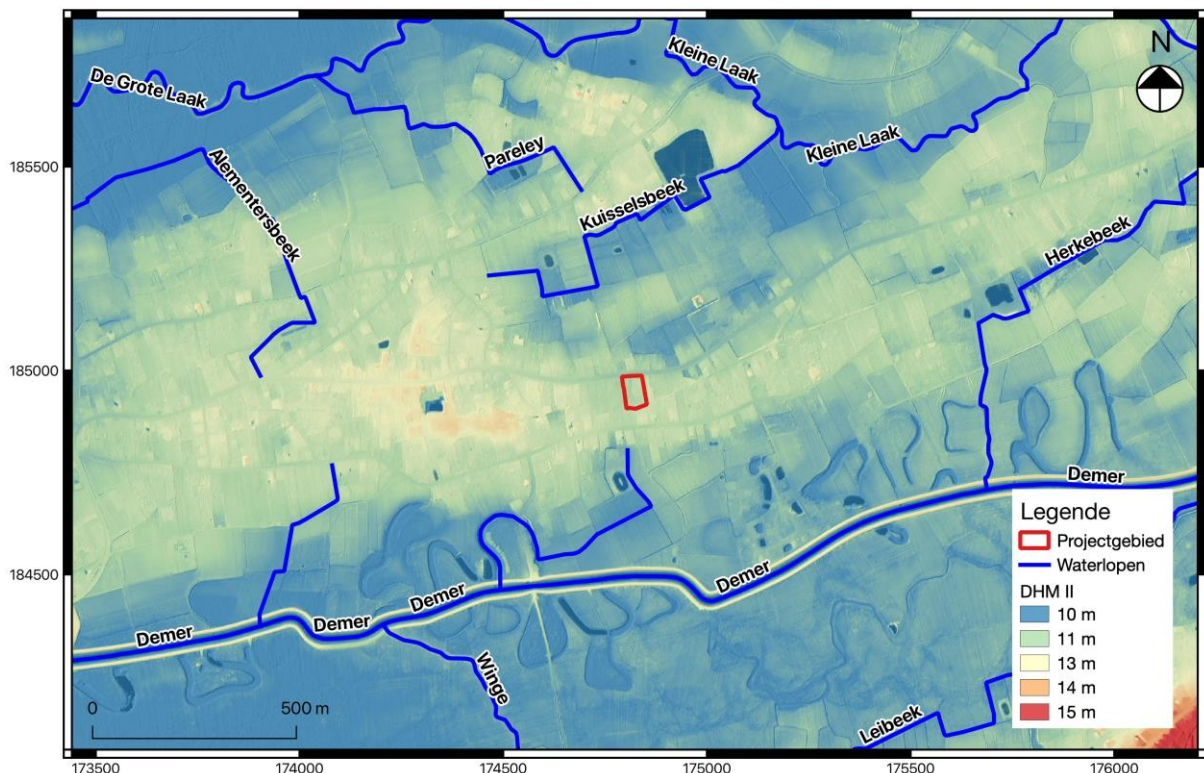 N
Kleine Laak
De Grote Laak
Kleine Laak
Pareley
Alementersbeek
Kuisselsbeek
Herkebeek
185500
185000
184500
Demer
Demer
Demer
Demer
Demer
Winge
Leibeek
0 500 m
Legende
Projectgebied
Waterlopen
DHM II
10 m
11 m
13 m
14 m
15 m
173500 174000 174500 175000 175500 176000